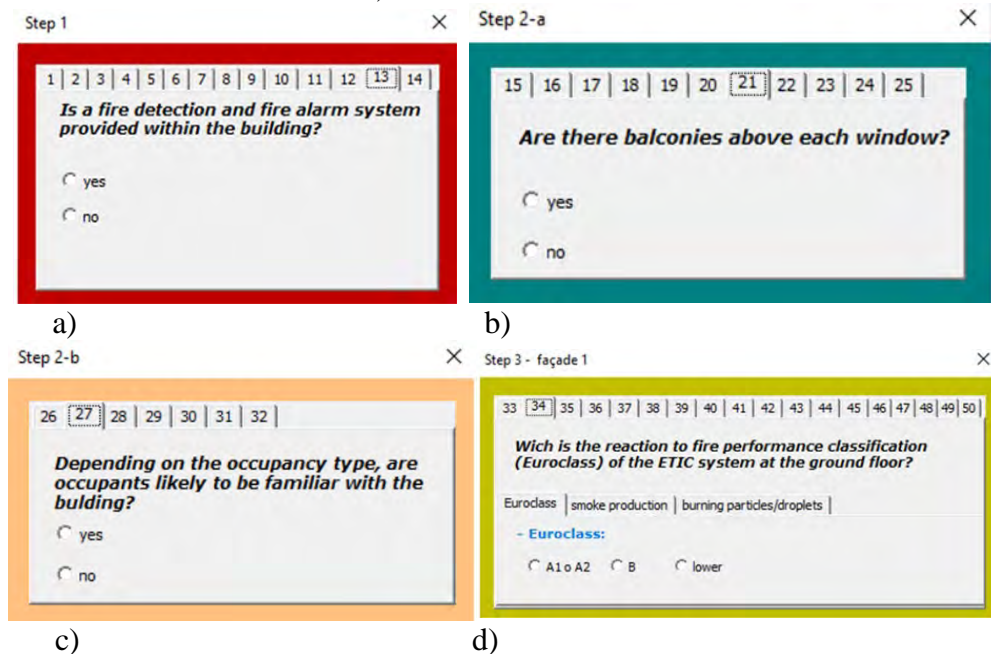 Step 1
1 2 3 4 5 6 7 8 9 10 11 12 13 14
Is a fire detection and fire alarm system
provided within the building?
yes
no
a)
Step 2-a
15 16 17 18 19 20 21 22 23 24 25
Are there balconies above each window?
yes
no
b)
Step 2-b
26 27 28 29 30 31 32
Depending on the occupancy type, are
occupants likely to be familiar with the
bulding?
yes
no
c)
Step 3 - façade 1
33 34 35 36 37 38 39 40 41 42 43 44 45 46 47 48 49 50
Wich is the reaction to fire performance classification
(Euroclass) of the ETIC system at the ground floor?
Euroclass smoke production burning particles/droplets
- Euroclass:
A1 o A2 B lower
d)